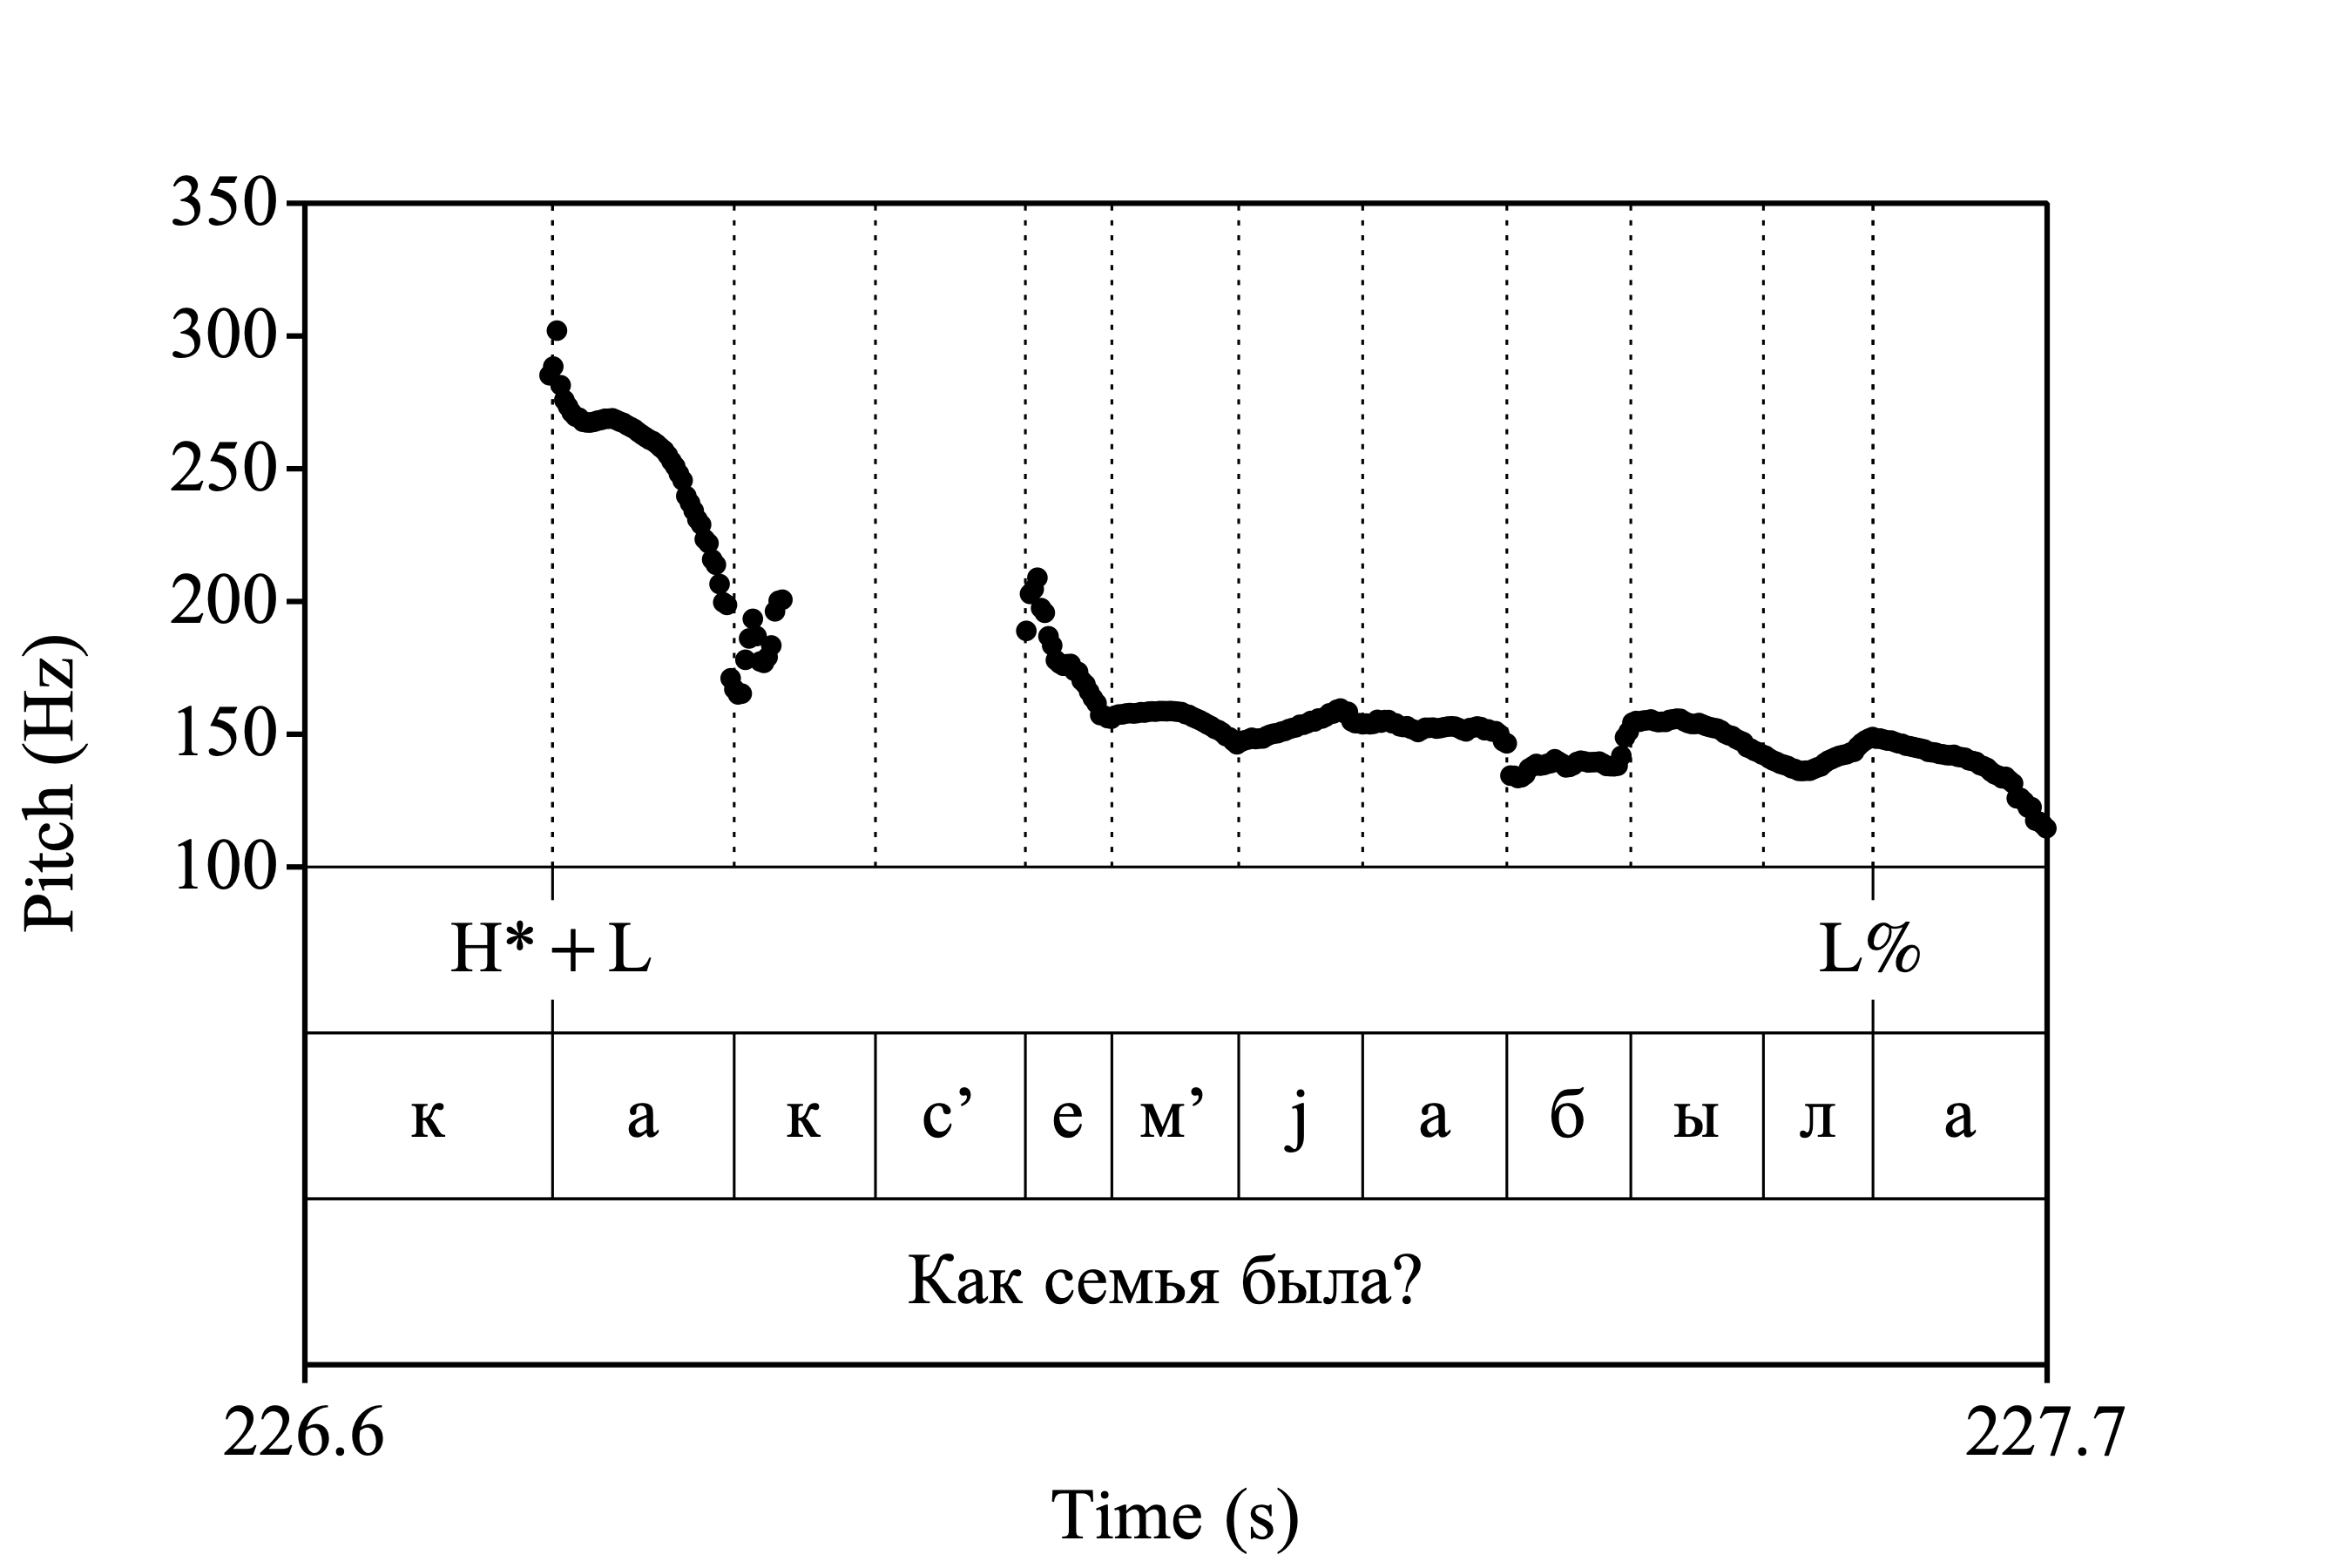 350
300
250
200
150
100
Pitch (Hz)
H* + L L%
к а к с’ е м’ j а б ы л а
Как семья была?
226.6 227.7
Time (s)